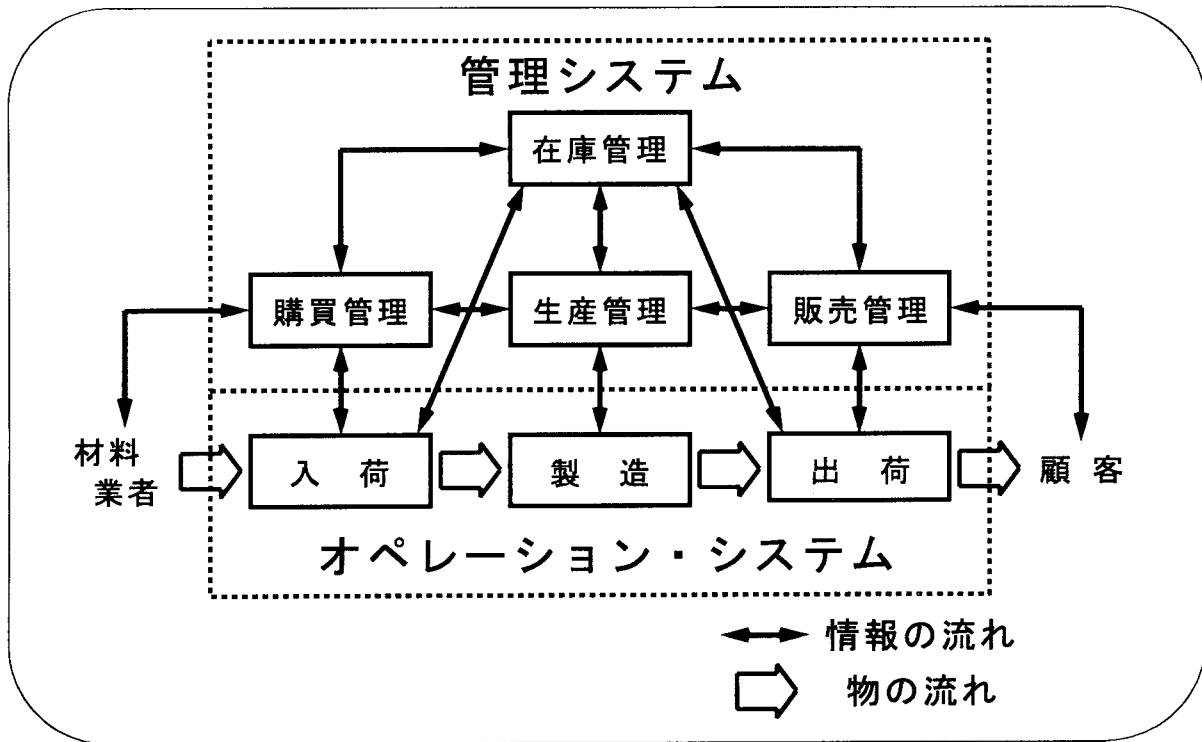 管理システム
在庫管理
購買管理
生産管理
販売管理
材料
業者
入 荷
製 造
出 荷
顧 客
オペレーション・システム
情報の流れ
物の流れ